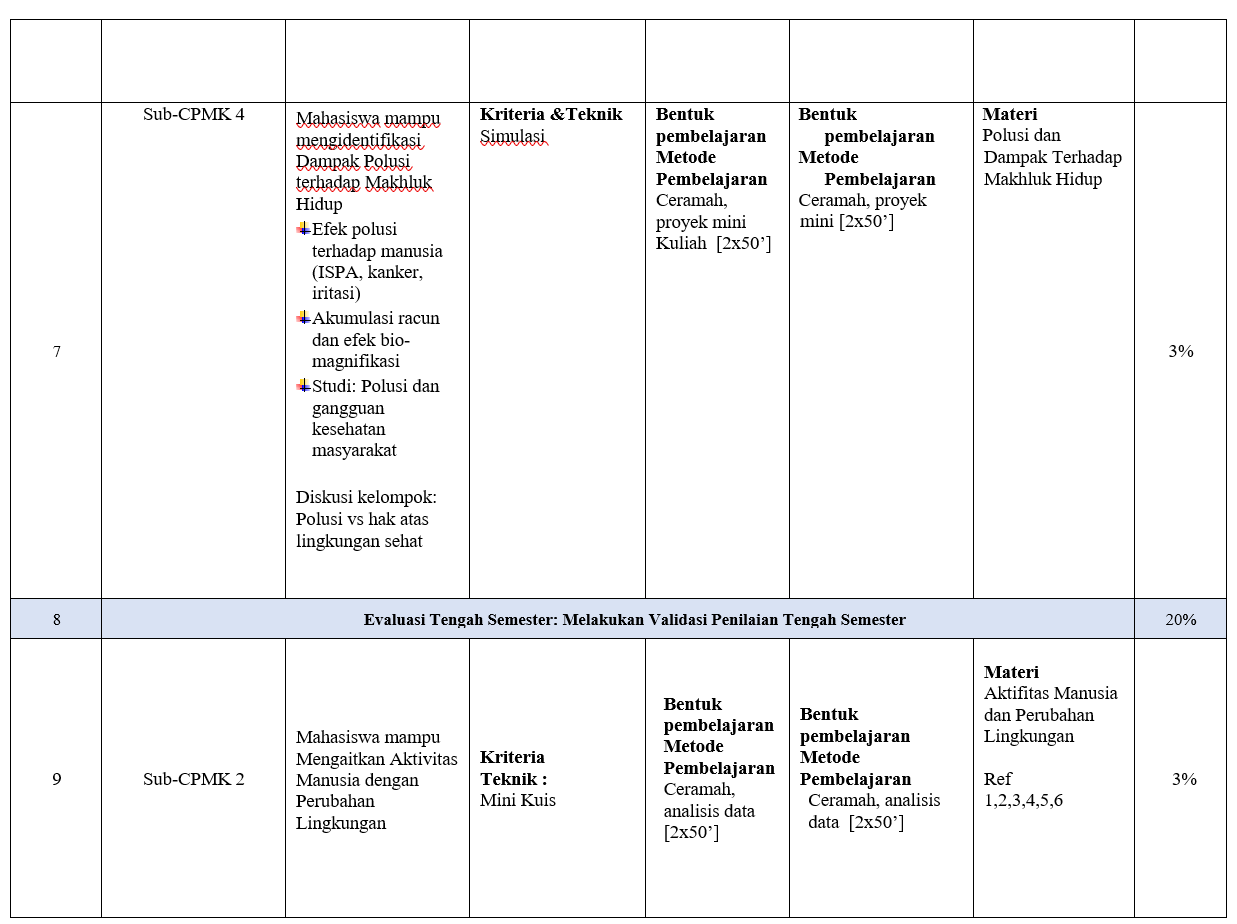 7
Sub-CPMK 4
Mahasiswa mampu
mengidentifikasi
Dampak Polusi
terhadap Makhluk
Hidup
Efek polusi
terhadap manusia
(ISPA, kanker,
iritasi)
Akumulasi racun
dan efek bio-
magnifikasi
Studi: Polusi dan
gangguan
kesehatan
masyarakat
Diskusi kelompok:
Polusi vs hak atas
lingkungan sehat
Kriteria &Teknik
Simulasi
Bentuk
pembelajaran
Metode
Pembelajaran
Ceramah,
proyek mini
Kuliah [2x50’]
Bentuk
pembelajaran
Metode
Pembelajaran
Ceramah, proyek
mini [2x50’]
Materi
Polusi dan
Dampak Terhadap
Makhluk Hidup
3%
8
Evaluasi Tengah Semester: Melakukan Validasi Penilaian Tengah Semester
20%
9
Sub-CPMK 2
Mahasiswa mampu
Mengaitkan Aktivitas
Manusia dengan
Perubahan
Lingkungan
Kriteria
Teknik :
Mini Kuis
Bentuk
pembelajaran
Metode
Pembelajaran
Ceramah,
analisis data
[2x50’]
Bentuk
pembelajaran
Metode
Pembelajaran
Ceramah, analisis
data [2x50’]
Materi
Aktifitas Manusia
dan Perubahan
Lingkungan
Ref
1,2,3,4,5,6
3%